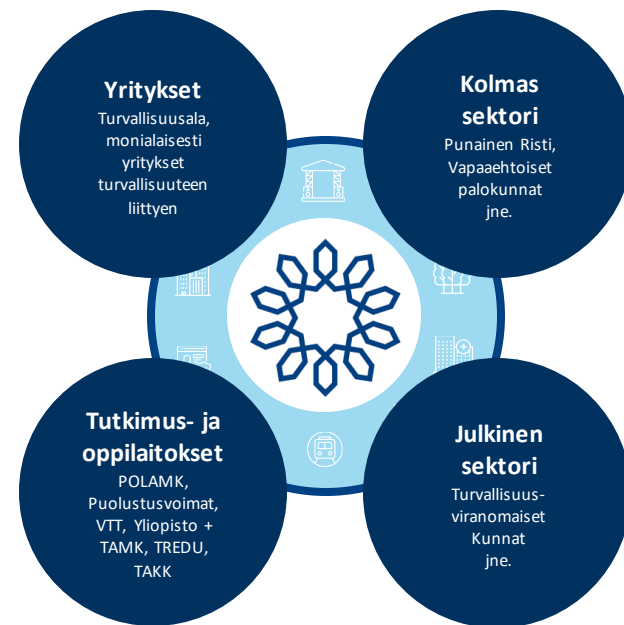 Yritykset
Turvallisuusala,
monialaisesti
yritykset
turvallisuuteen
liittyen
Kolmas
sektori
Punainen Risti,
Vapaaehtoiset
palokunnat
jne.
Tutkimus- ja
oppilaitokset
POLAMK,
Puolustusvoimat,
VTT, Yliopisto +
TAMK, TREDU,
TAKK
Julkinen
sektori
Turvallisuus-
viranomaiset
Kunnat
jne.